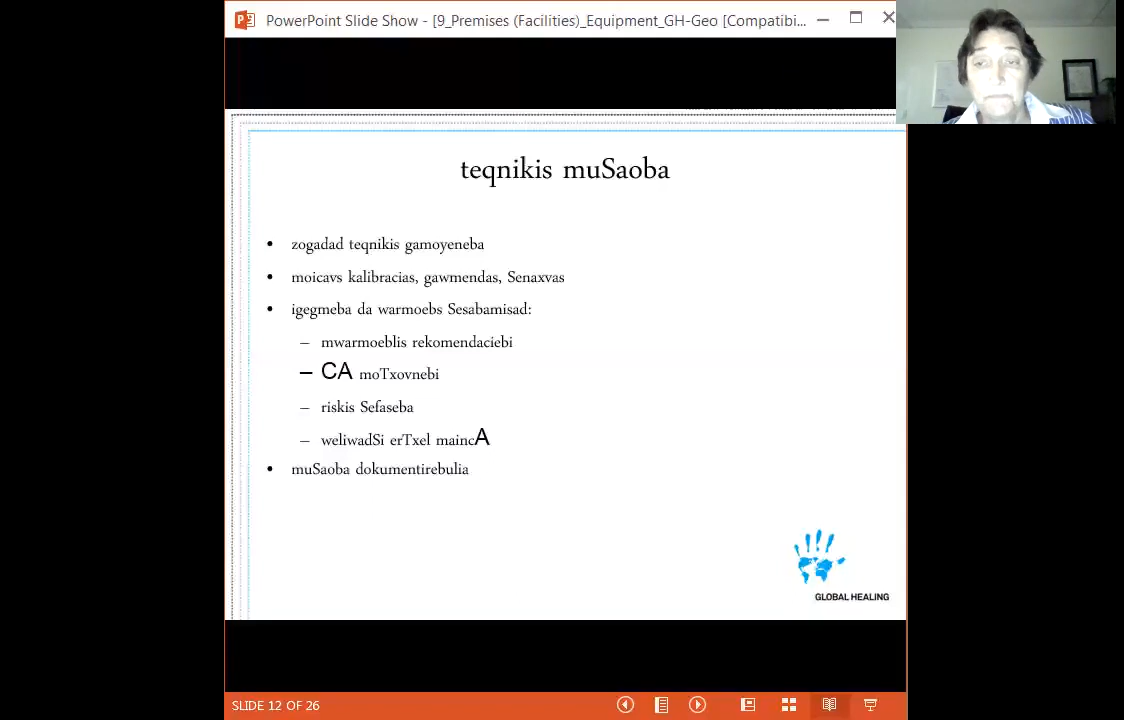 PowerPoint Slide Show - [9_Premises (Facilities)_Equipment_GH-Geo [Compatibi...
teqnikis muSaoba
• zogadad teqnikis gamoyeneba
• moicavs kalibracias, gawmendas, Senaxvas
• igegmeba da warmoebs Sesabamisad:
– mwarmoeblis rekomendaciebi
– CA moTxovnebi
– riskis Sefaseba
– weliwadSi erTxel maincA
• muSaoba dokumentirebulia
GLOBAL HEALING
SLIDE 12 OF 26